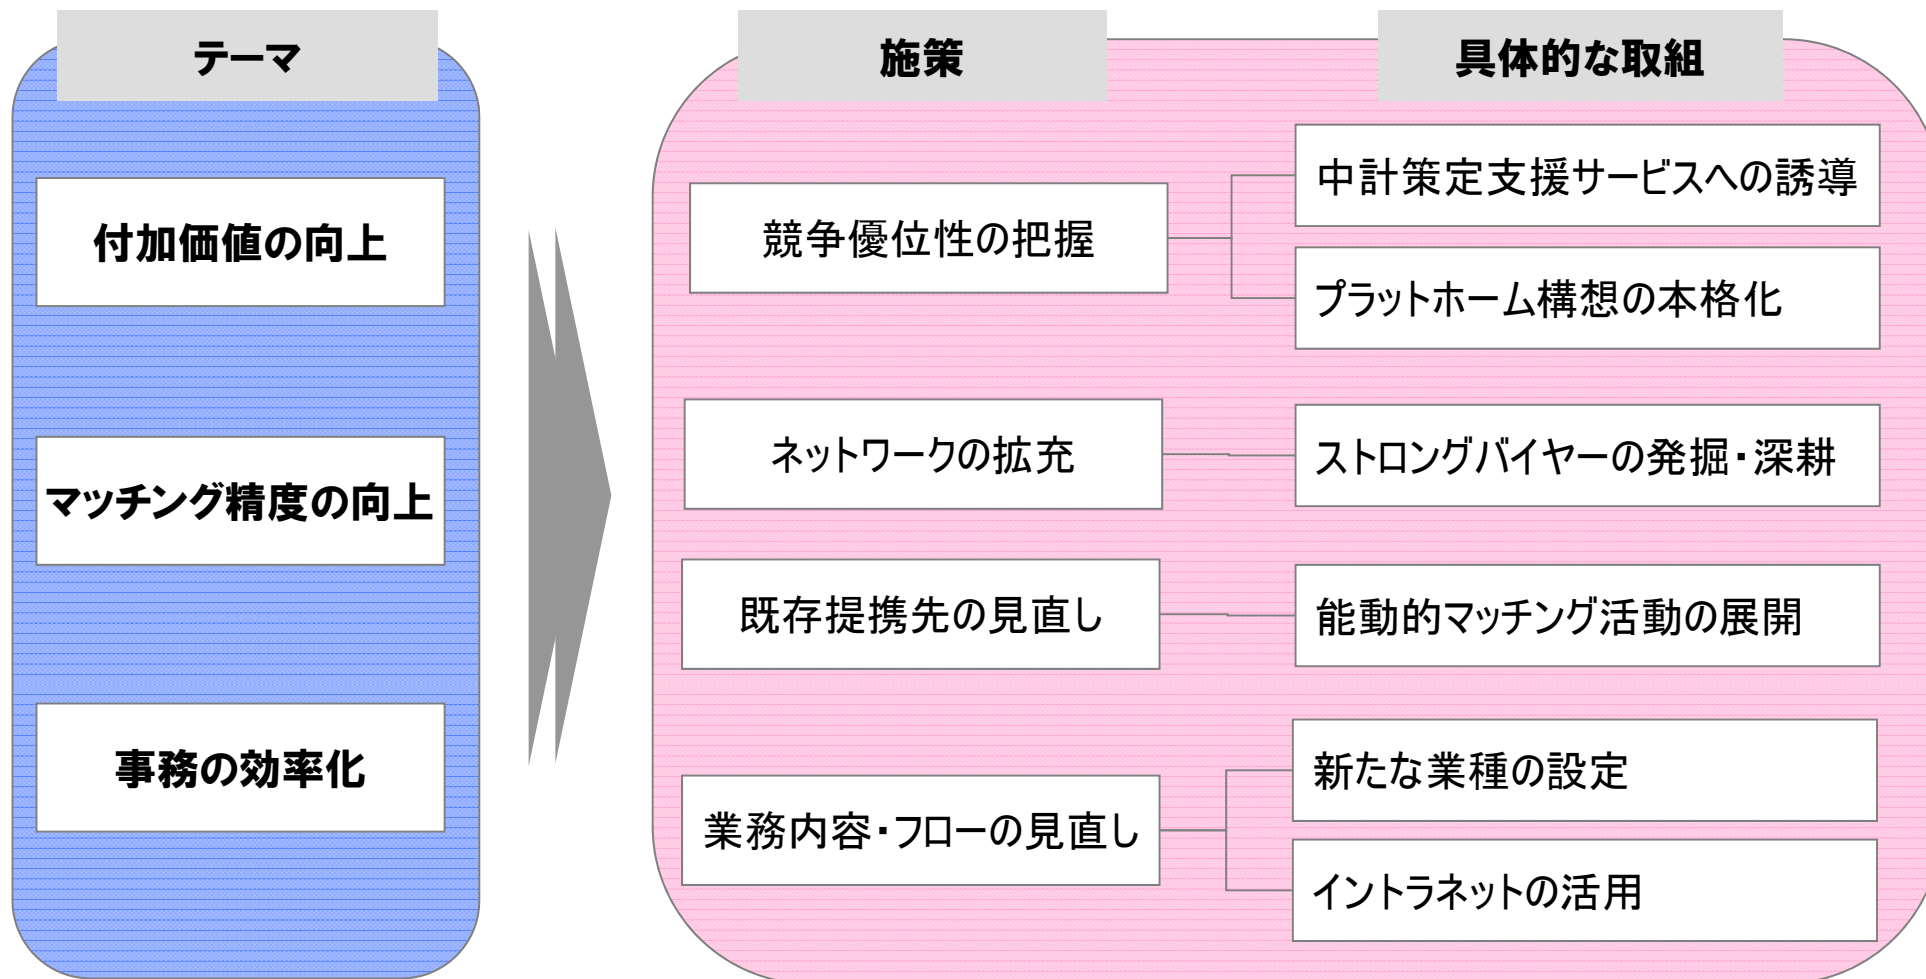 テーマ
施策
具体的な取組
付加価値の向上
マッチング精度の向上
事務の効率化
競争優位性の把握
中計策定支援サービスへの誘導
プラットホーム構想の本格化
ネットワークの拡充
ストロングバイヤーの発掘・深耕
既存提携先の見直し
能動的マッチング活動の展開
業務内容・フローの見直し
新たな業種の設定
イントラネットの活用